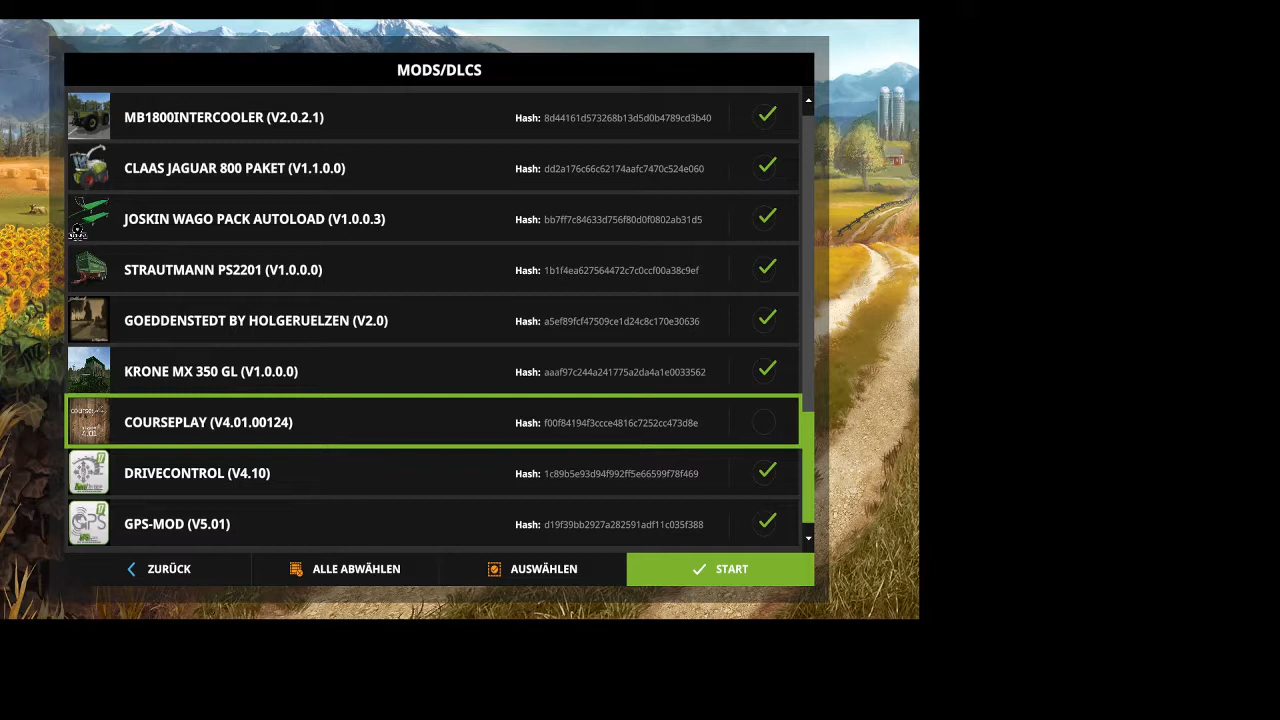 MODS/DLCS
MB1800INTERCOOLER (V2.0.2.1) Hash: 8d44161d573268b13d5d0b4789cd3b40
CLAAS JAGUAR 800 PAKET (V1.1.0.0) Hash: dd2a176c66c62174aafc7470c524e060
JOSKIN WAGO PACK AUTOLOAD (V1.0.0.3) Hash: bb7ff7c84633d756f80d0f0802ab31d5
STRAUTMANN PS2201 (V1.0.0.0) Hash: 1b1f4ea627564472c7c0ccf00a38c9ef
GOEDDENSTEDT BY HOLGERUELZEN (V2.0) Hash: a5ef89fcf47509ce1d24c8c170e30636
KRONE MX 350 GL (V1.0.0.0) Hash: aaaf97c244a241775a2da4a1e0033562
COURSEPLAY (V4.01.00124) Hash: f00f84194f3ccce4816c7252cc473d8e
DRIVECONTROL (V4.10) Hash: 1c89b5e93d94f992ff5e66599f78f469
GPS
GPS-MOD (V5.01) Hash: d19f39bb2927a282591adf11c035f388
ZURÜCK ALLE ABWÄHLEN AUSWÄHLEN START